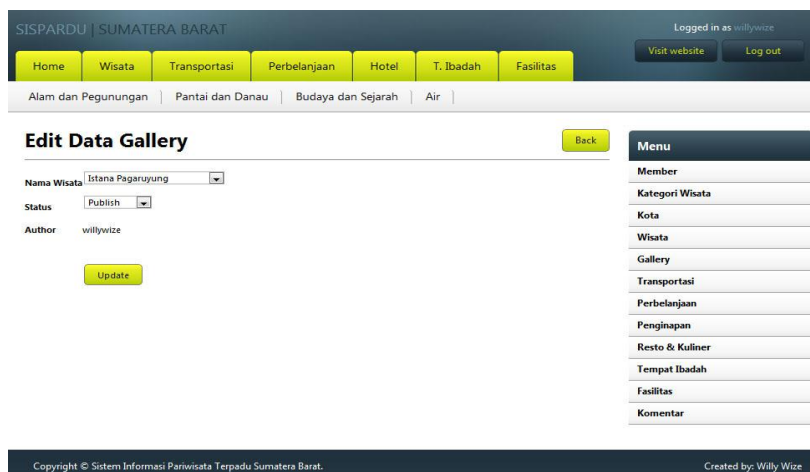 SISPARDU | SUMATERA BARAT
Logged in as willywize
Visit website Log out
Home Wisata Transportasi Perbelanjaan Hotel T. Ibadah Fasilitas
Alam dan Pegunungan | Pantai dan Danau | Budaya dan Sejarah | Air |
Edit Data Gallery
Back
Nama Wisata Istana Pagaruyung
Status Publish
Author willywize
Update
Menu
Member
Kategori Wisata
Kota
Wisata
Gallery
Transportasi
Perbelanjaan
Penginapan
Resto & Kuliner
Tempat Ibadah
Fasilitas
Komentar
Copyright © Sistem Informasi Pariwisata Terpadu Sumatera Barat.
Created by: Willy Wize